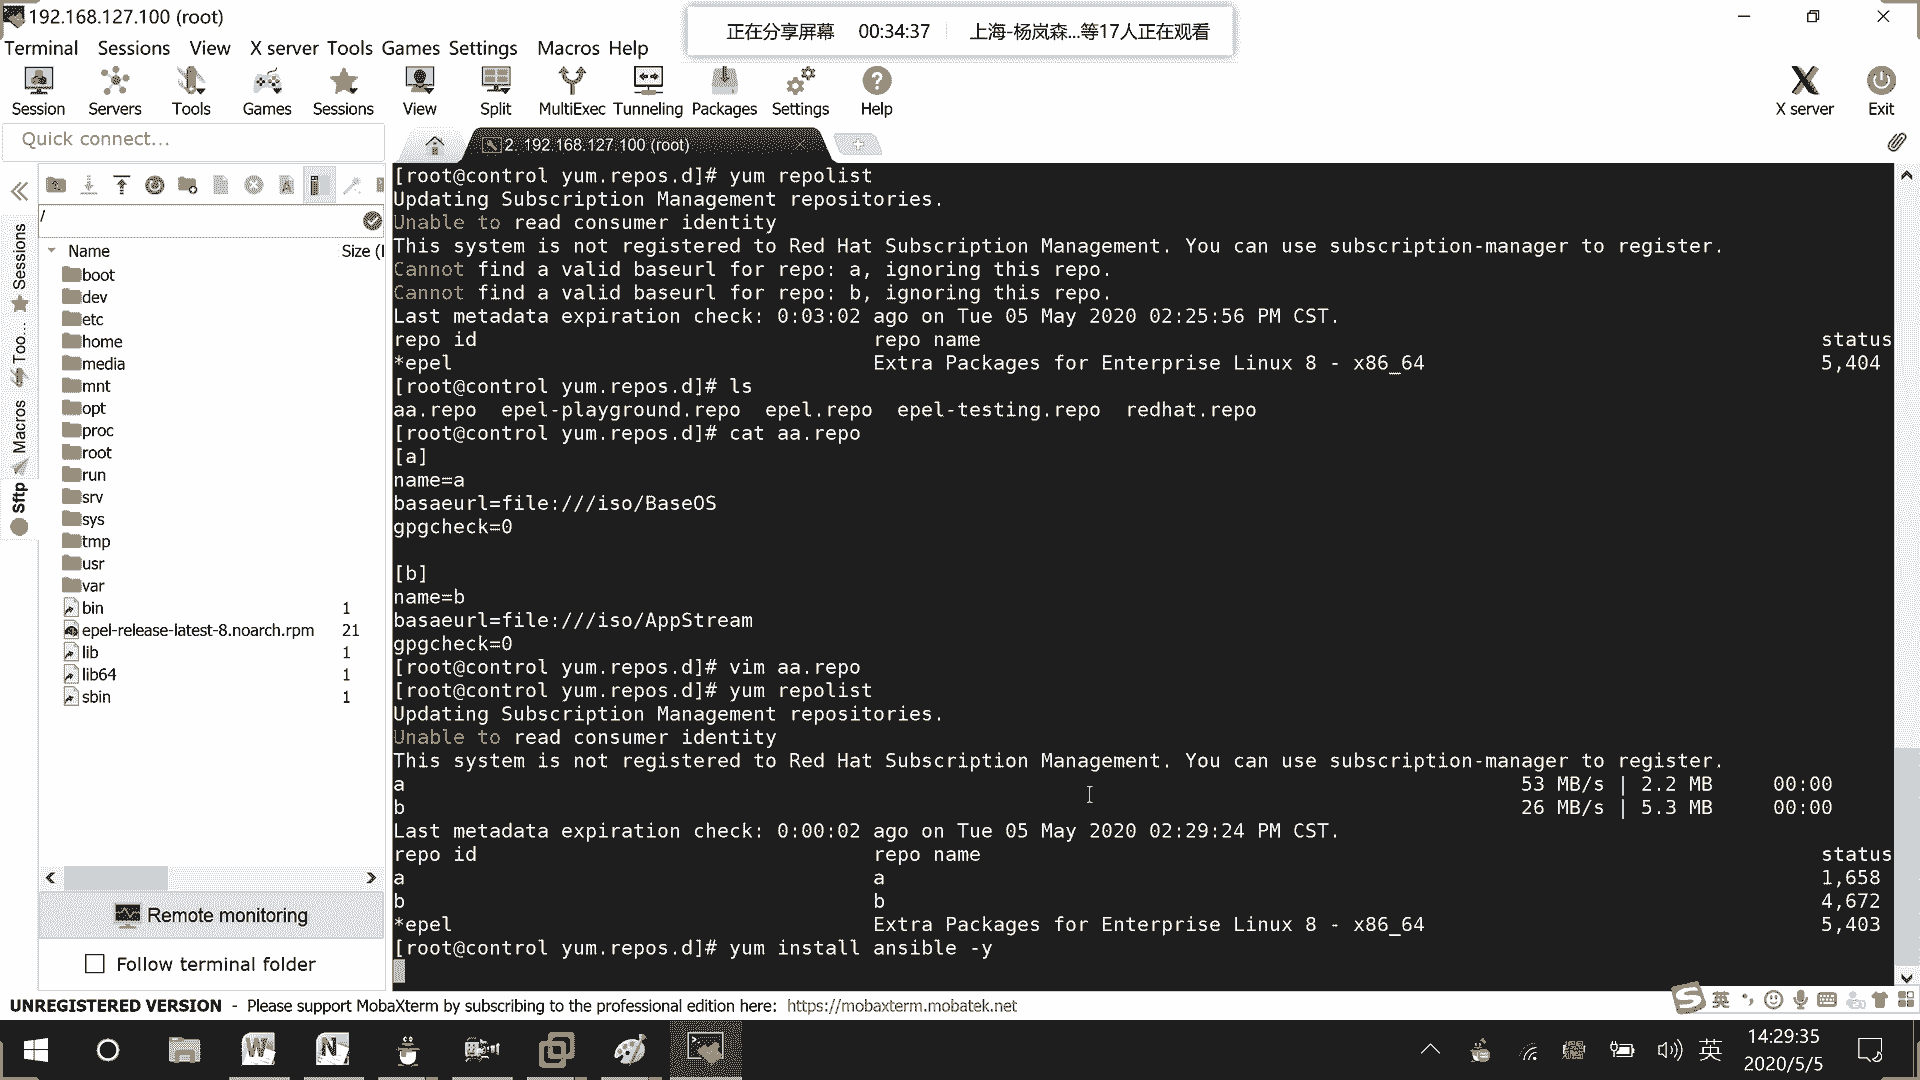 192.168.127.100 (root)
正在分享屏幕 00:34:37 上海-杨岚森...等17人正在观看
Terminal Sessions View X server Tools Games Settings Macros Help
Session Servers Tools Games Sessions View Split MultiExec Tunneling Packages Settings Help X server Exit
Quick connect...
2. 192.168.127.100 (root)
/
Name Size (
boot
dev
etc
home
media
mnt
opt
proc
root
run
srv
sys
tmp
usr
var
bin 1
epel-release-latest-8.noarch.rpm 21
lib 1
lib64 1
sbin 1
Sessions
Too...
Macros
Sftp
Remote monitoring
Follow terminal folder
[root@control yum.repos.d]# yum repolist
Updating Subscription Management repositories.
Unable to read consumer identity
This system is not registered to Red Hat Subscription Management. You can use subscription-manager to register.
Cannot find a valid baseurl for repo: a, ignoring this repo.
Cannot find a valid baseurl for repo: b, ignoring this repo.
Last metadata expiration check: 0:03:02 ago on Tue 05 May 2020 02:25:56 PM CST.
repo id repo name status
*epel Extra Packages for Enterprise Linux 8 - x86_64 5,404
[root@control yum.repos.d]# ls
aa.repo epel-playground.repo epel.repo epel-testing.repo redhat.repo
[root@control yum.repos.d]# cat aa.repo
[a]
name=a
basaeurl=file:///iso/BaseOS
gpgcheck=0
[b]
name=b
basaeurl=file:///iso/AppStream
gpgcheck=0
[root@control yum.repos.d]# vim aa.repo
[root@control yum.repos.d]# yum repolist
Updating Subscription Management repositories.
Unable to read consumer identity
This system is not registered to Red Hat Subscription Management. You can use subscription-manager to register.
a 53 MB/s | 2.2 MB 00:00
b 26 MB/s | 5.3 MB 00:00
Last metadata expiration check: 0:00:02 ago on Tue 05 May 2020 02:29:24 PM CST.
repo id repo name status
a a 1,658
b b 4,672
*epel Extra Packages for Enterprise Linux 8 - x86_64 5,403
[root@control yum.repos.d]# yum install ansible -y
UNREGISTERED VERSION - Please support MobaXterm by subscribing to the professional edition here: https://mobaxterm.mobatek.net
英
英 14:29:35
2020/5/5